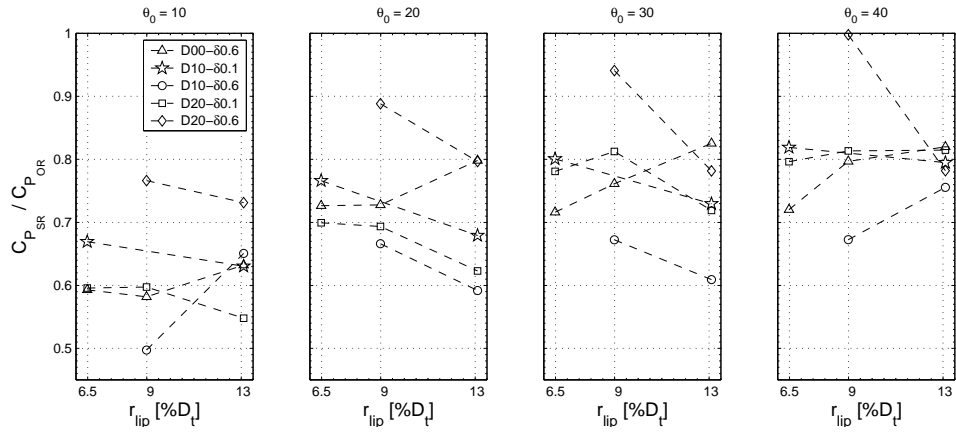 θ0 = 10 θ0 = 20 θ0 = 30 θ0 = 40
CPSR / CPOR
1
0.9
0.8
0.7
0.6
0.5
D00−δ0.6
D10−δ0.1
D10−δ0.6
D20−δ0.1
D20−δ0.6
6.5 9 13 6.5 9 13 6.5 9 13 6.5 9 13
rlip [%Dt] rlip [%Dt] rlip [%Dt] rlip [%Dt]